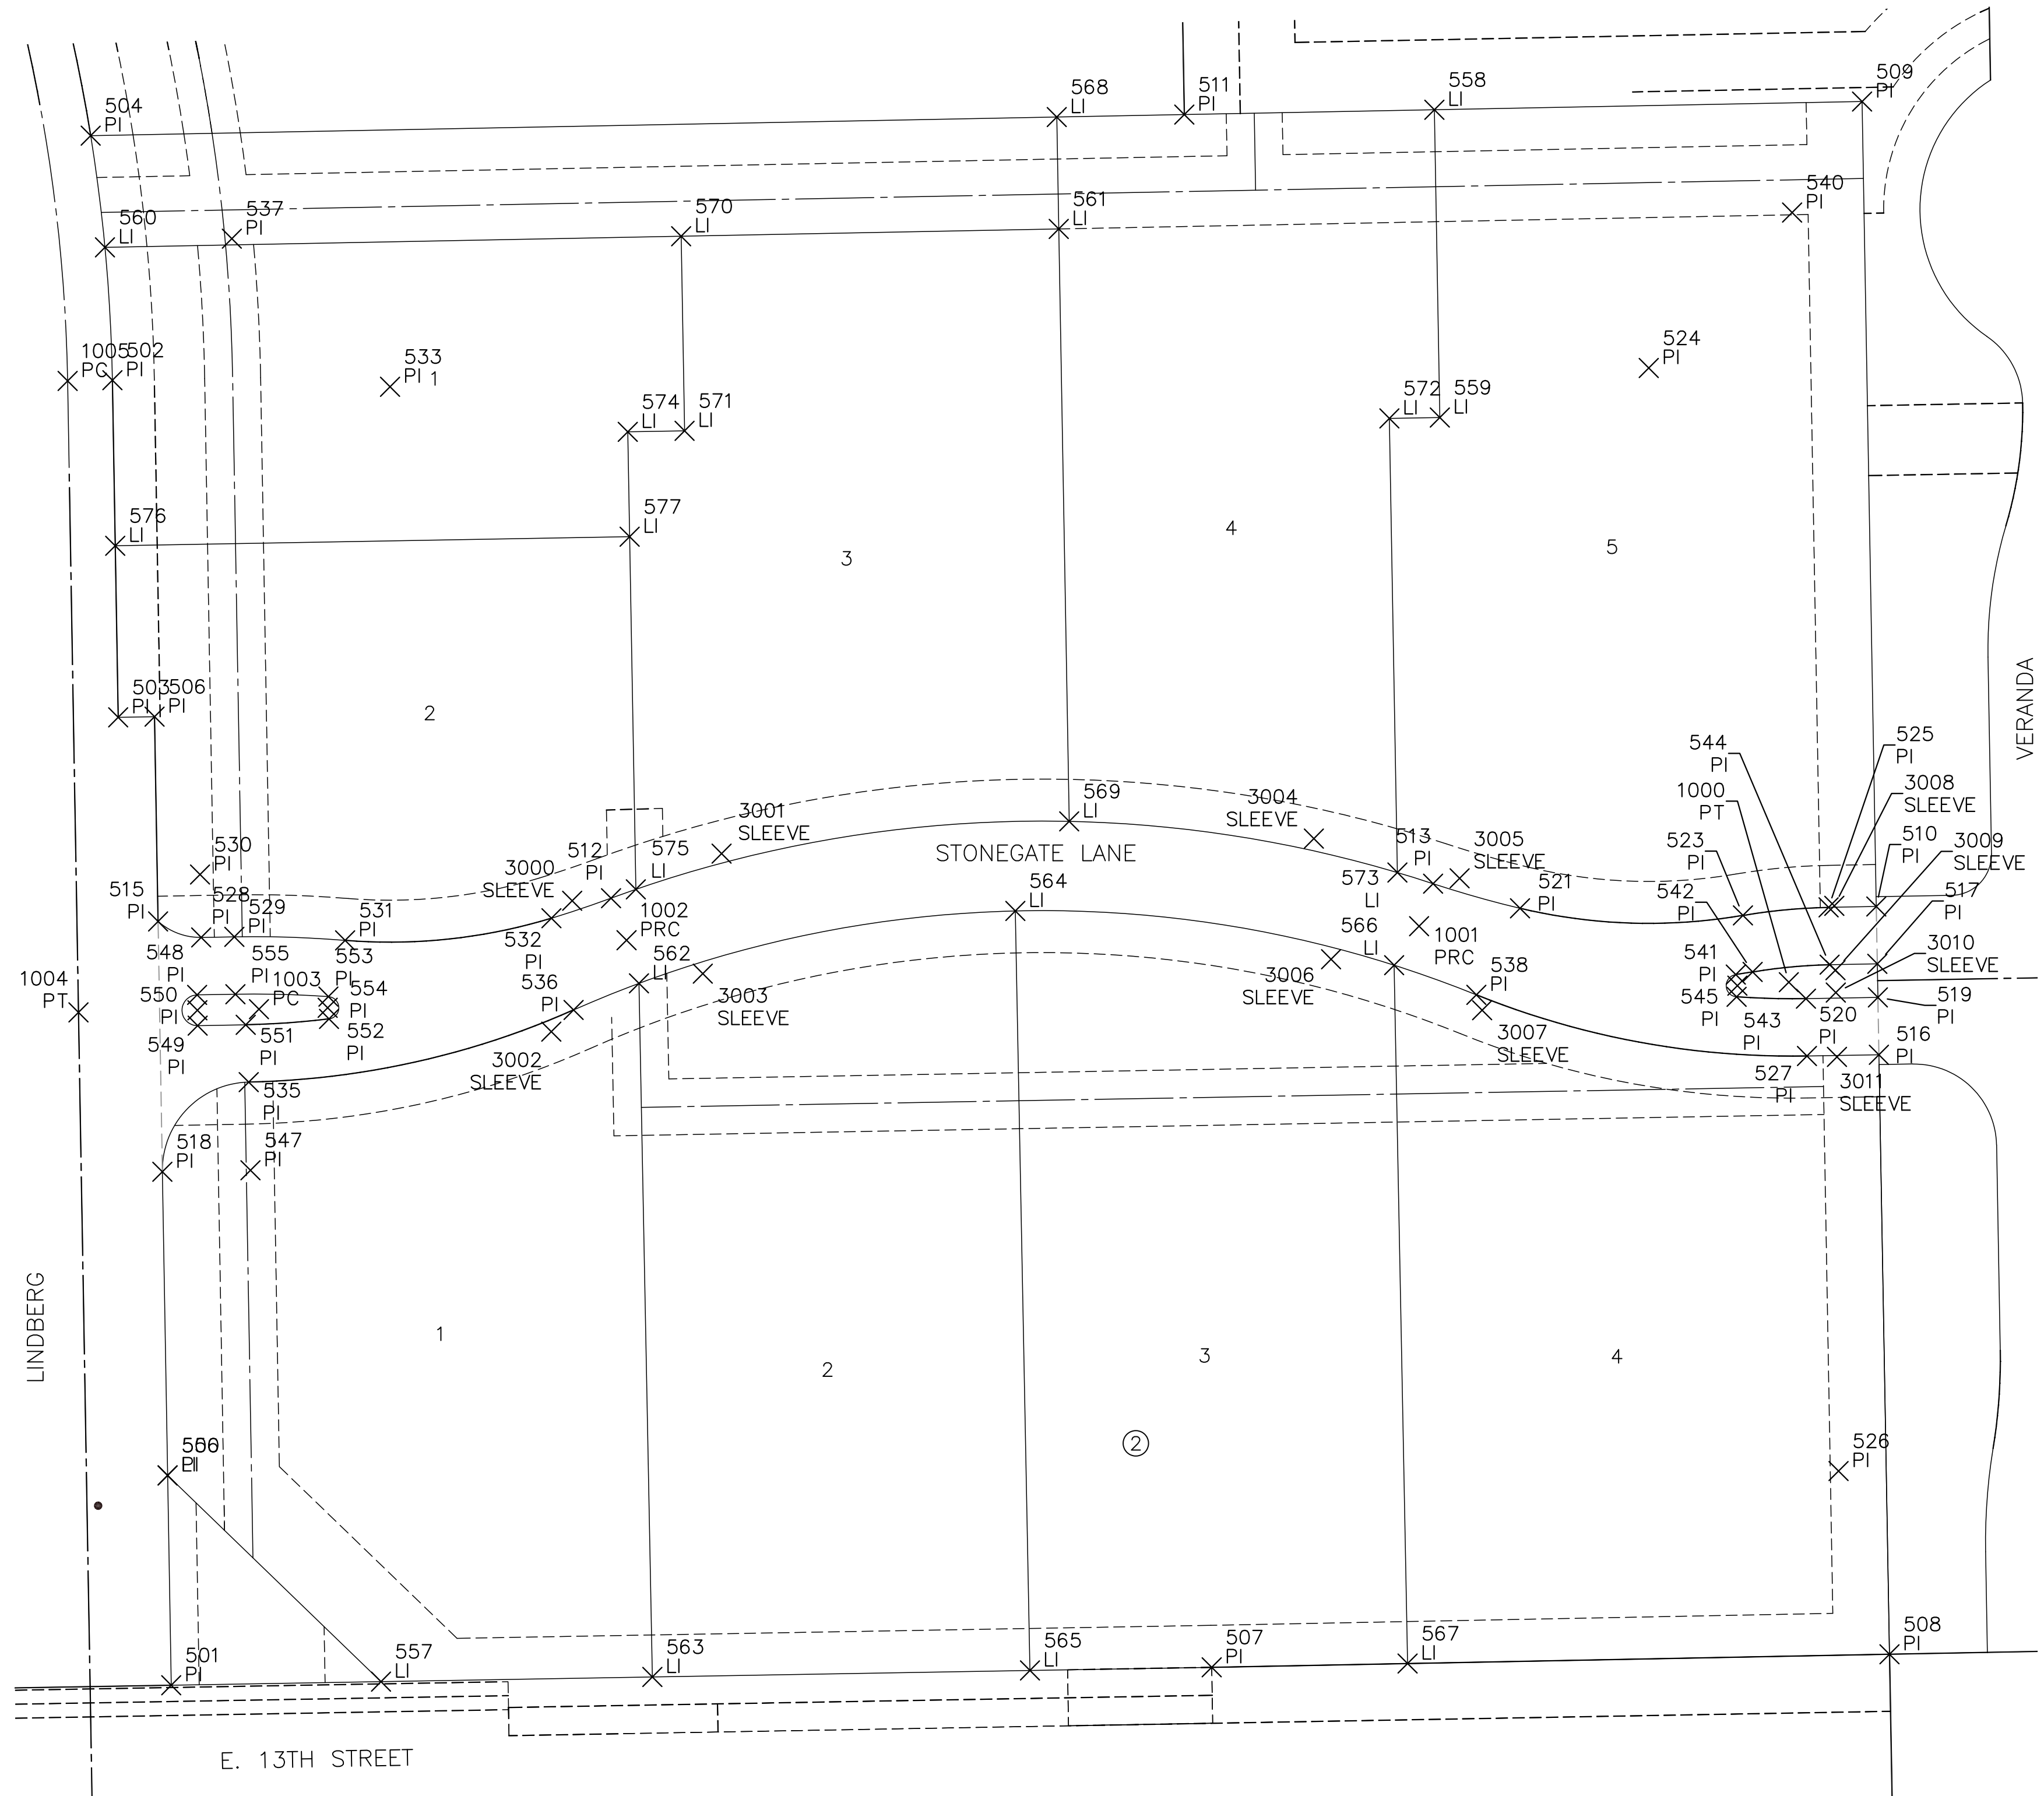 504
PI
568
LI
511
PI
558
LI
509
PI
560
LI
537
PI
570
LI
561
LI
540
PI
1005
PC
502
PI
533
PI
1
524
PI
574
LI
571
LI
572
LI
559
LI
576
LI
577
LI
3
4
5
503
PI
506
PI
2
VERANDA
544
PI
525
PI
1000
PT
3008
SLEEVE
523
PI
510
PI
3009
SLEEVE
530
PI
3000
SLEEVE
512
PI
575
LI
3001
SLEEVE
569
LI
3004
SLEEVE
513
PI
3005
SLEEVE
STONEGATE LANE
515
PI
528
PI
529
PI
531
PI
532
PI
1002
PRC
564
LI
573
LI
521
PI
542
PI
517
PI
548
PI
555
PI
553
PI
562
LI
566
LI
1001
PRC
541
PI
3010
SLEEVE
1004
PT
550
PI
1003
PC
554
PI
536
PI
3003
SLEEVE
3006
SLEEVE
538
PI
545
PI
543
PI
520
PI
519
PI
549
PI
551
PI
552
PI
3002
SLEEVE
3007
SLEEVE
527
PI
3011
SLEEVE
516
PI
535
PI
518
PI
547
PI
LINDBERG
1
2
3
4
2
526
PI
501
PI
557
LI
563
LI
565
LI
507
PI
567
LI
508
PI
E. 13TH STREET